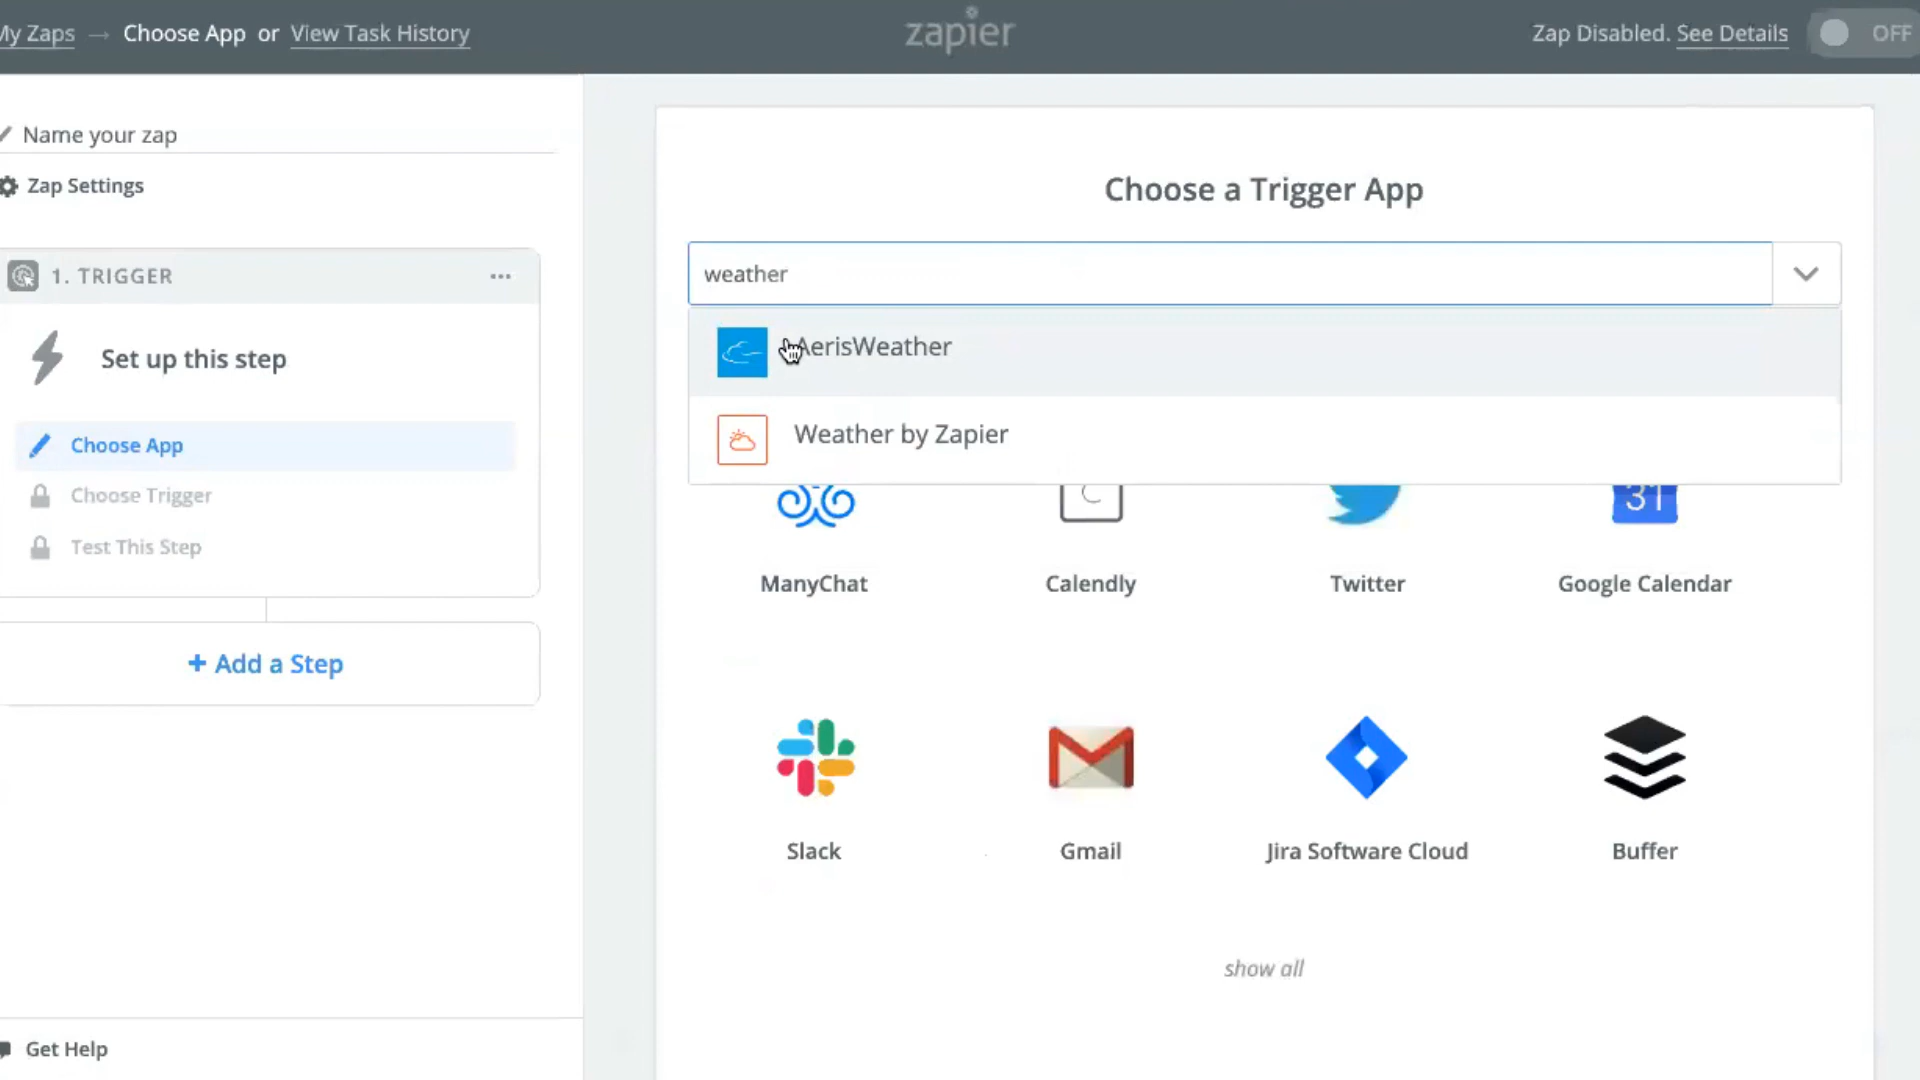 My Zaps → Choose App or View Task History
zapier
Zap Disabled. See Details
OFF
Name your zap
Zap Settings
1. TRIGGER
Set up this step
Choose App
Choose Trigger
Test This Step
+ Add a Step
Get Help
Choose a Trigger App
weather
AerisWeather
Weather by Zapier
C
31
ManyChat
Calendly
Twitter
Google Calendar
Slack
Gmail
Jira Software Cloud
Buffer
show all